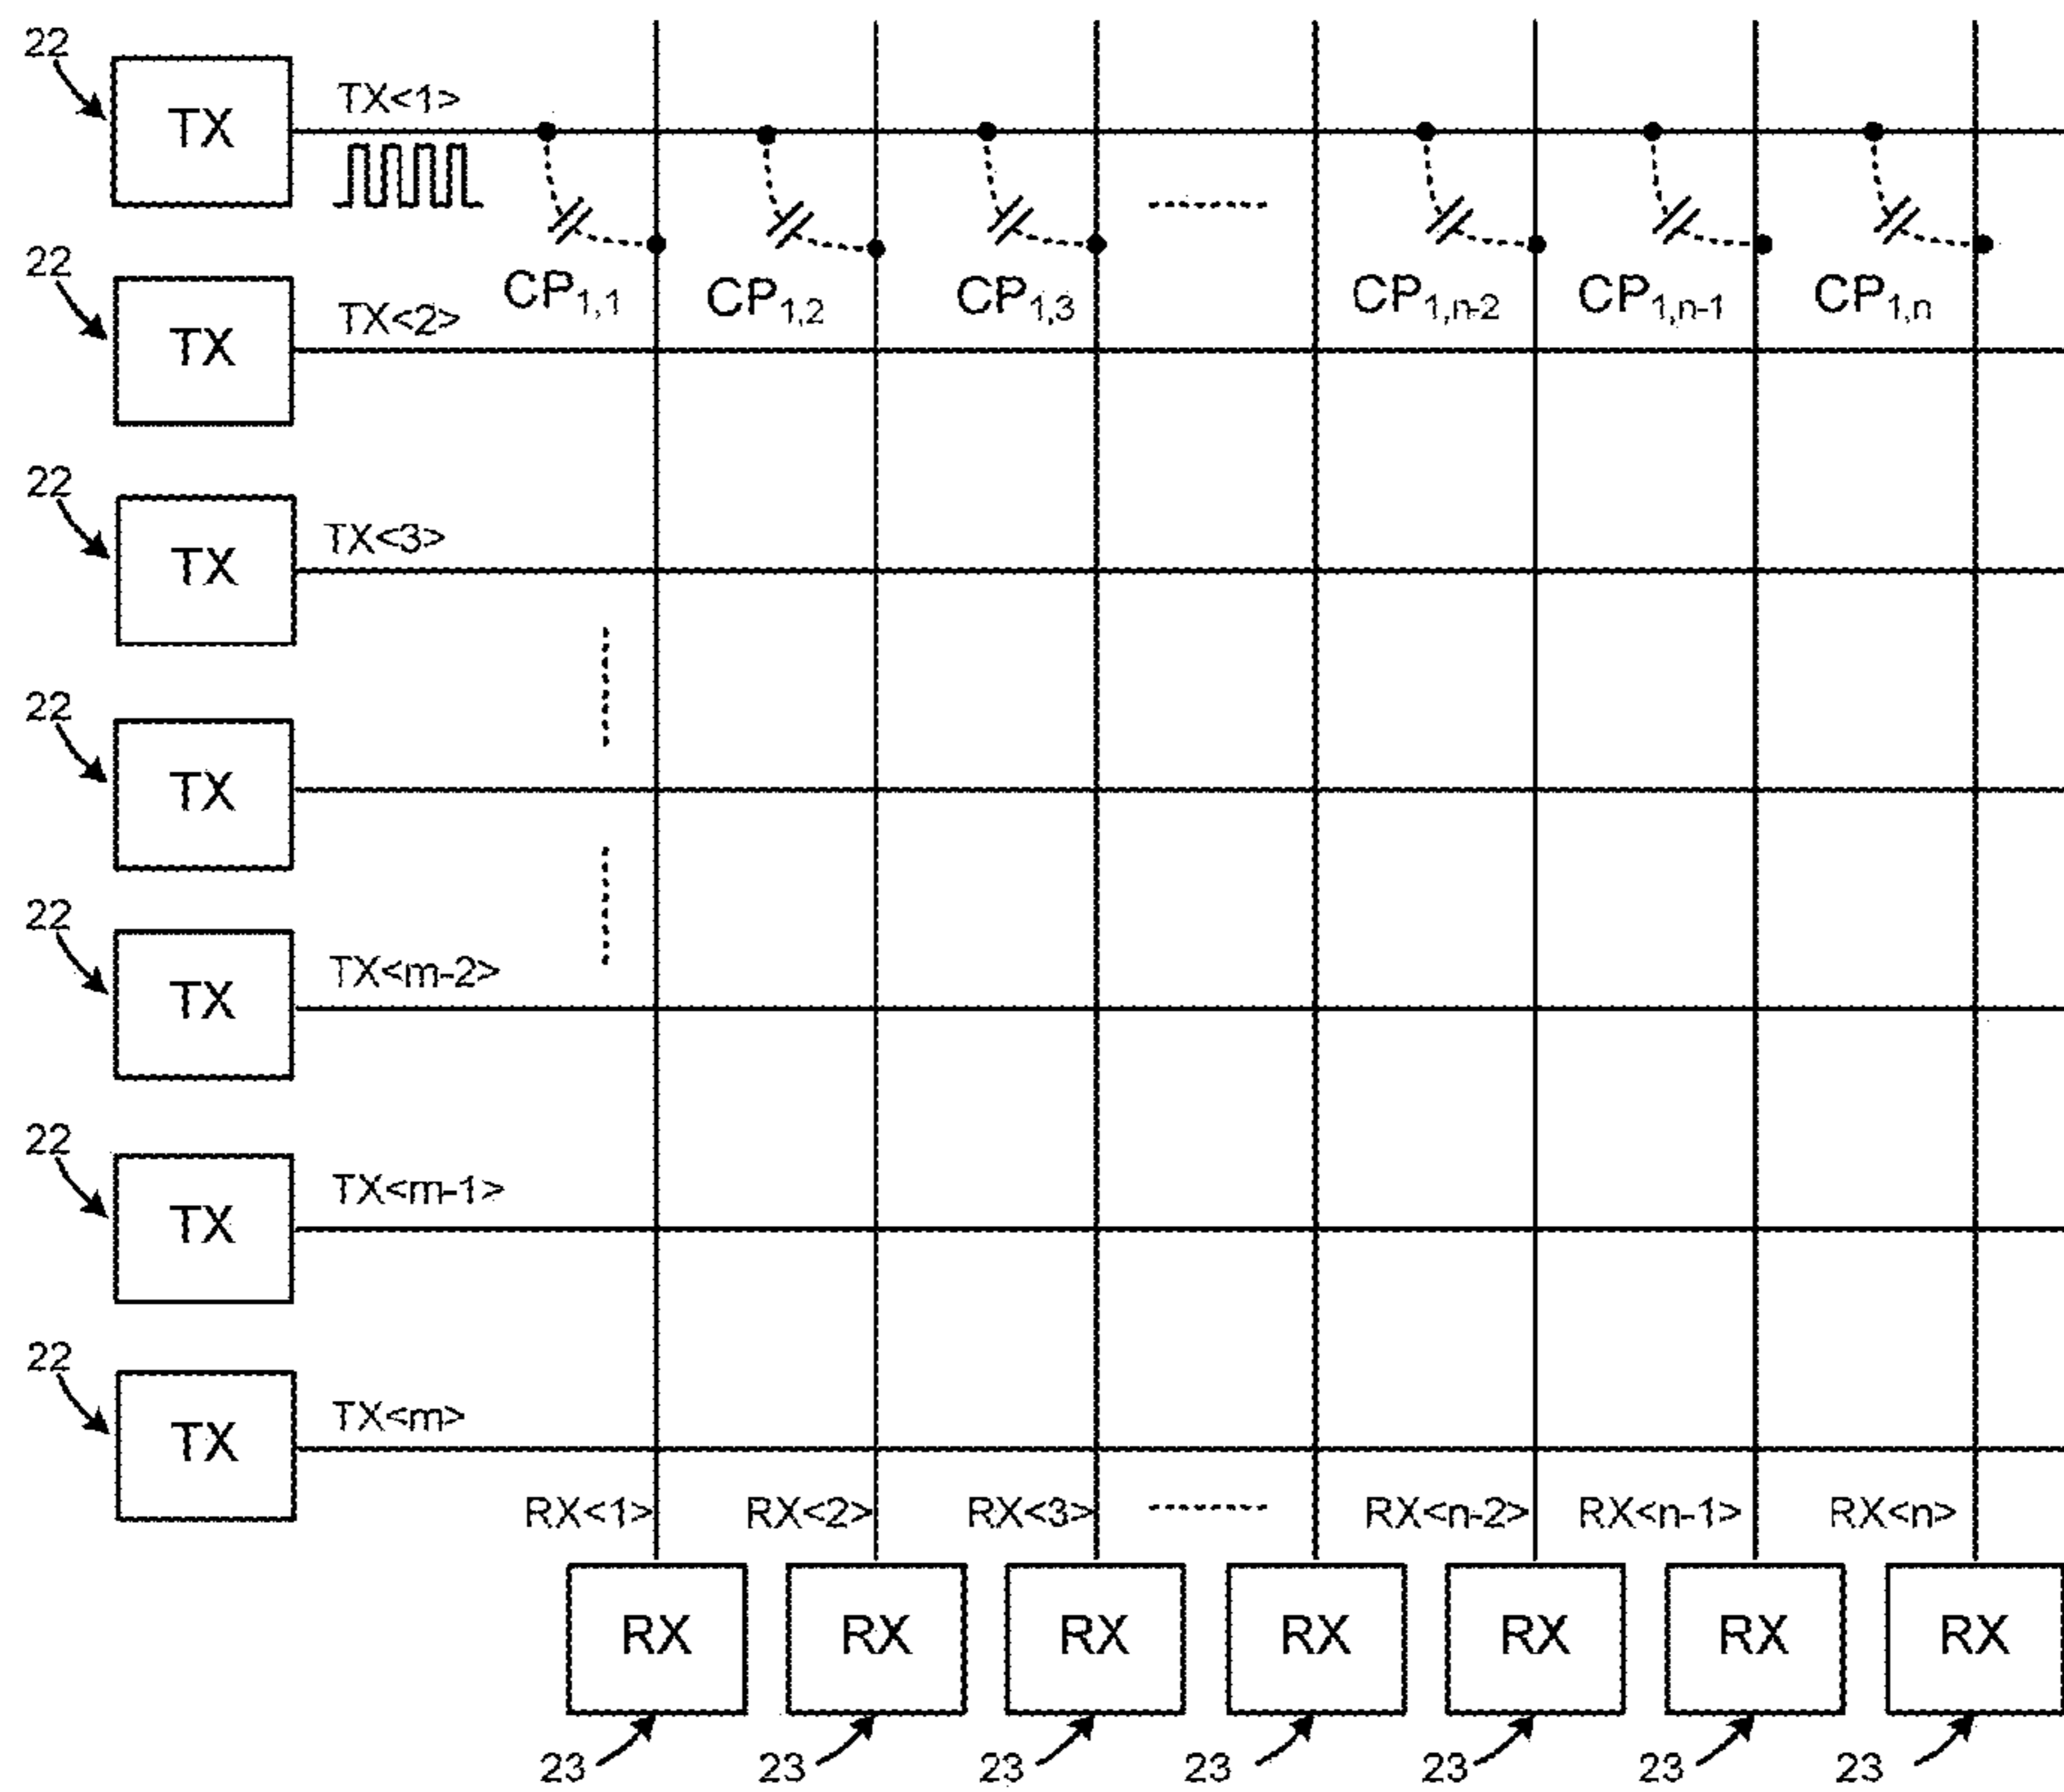 22
TX
TX<1>
CP1,1
CP1,2
CP1,3
CP1,n-2
CP1,n-1
CP1,n
22
TX
TX<2>
22
TX
TX<3>
22
TX
22
TX
TX<m-2>
22
TX
TX<m-1>
22
TX
TX<m>
RX<1>
RX<2>
RX<3>
RX<n-2>
RX<n-1>
RX<n>
RX
RX
RX
RX
RX
RX
RX
23
23
23
23
23
23
23